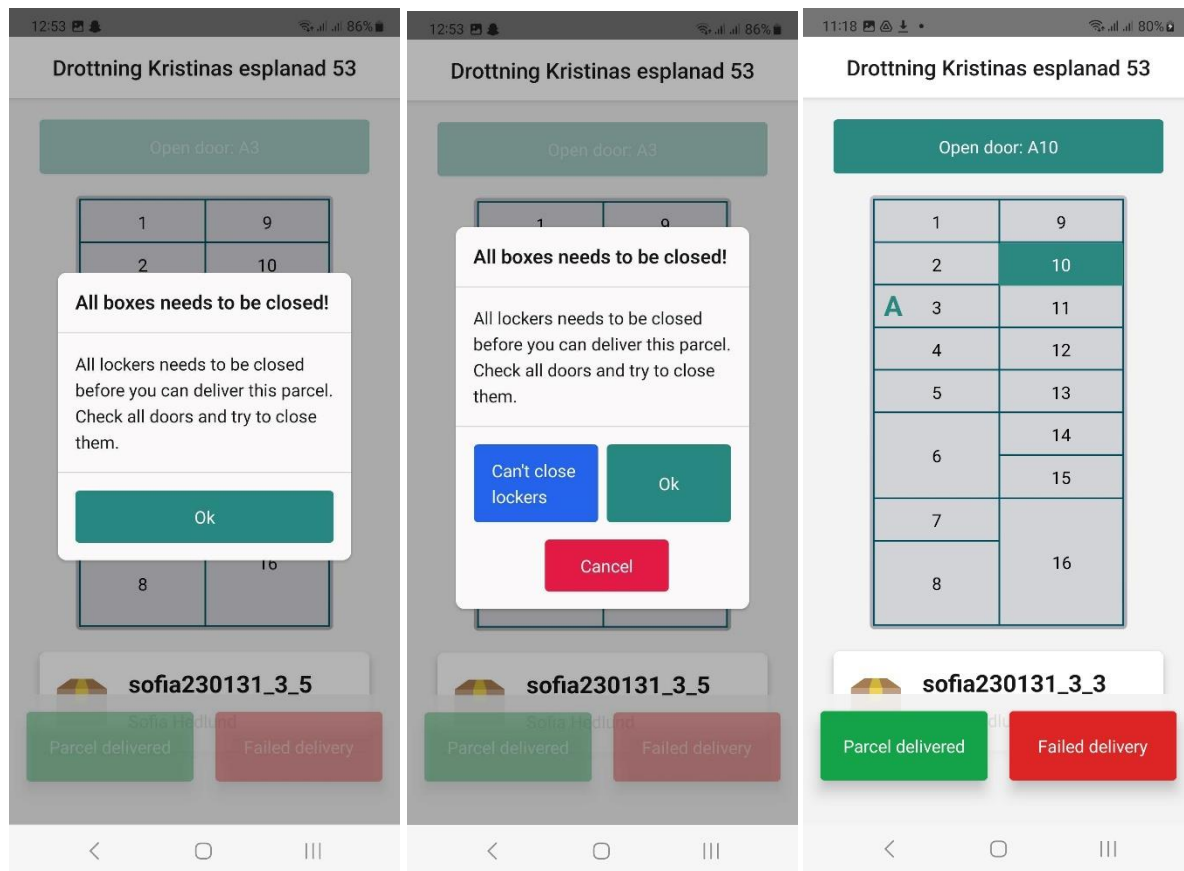 12:53
86%
Drottning Kristinas esplanad 53
Open door: A3
1 9
2 10
All boxes needs to be closed!
All lockers needs to be closed
before you can deliver this parcel.
Check all doors and try to close
them.
Ok
16
8
sofia230131_3_5
Sofia Hedlund
Parcel delivered
Failed delivery
12:53
86%
Drottning Kristinas esplanad 53
Open door: A3
1 9
All boxes needs to be closed!
All lockers needs to be closed
before you can deliver this parcel.
Check all doors and try to close
them.
Can't close
lockers
Ok
Cancel
sofia230131_3_5
Sofia Hedlund
Parcel delivered
Failed delivery
11:18
80%
Drottning Kristinas esplanad 53
Open door: A10
1 9
2 10
A 3 11
4 12
5 13
14
6
15
7
16
8
sofia230131_3_3
Parcel delivered
Failed delivery